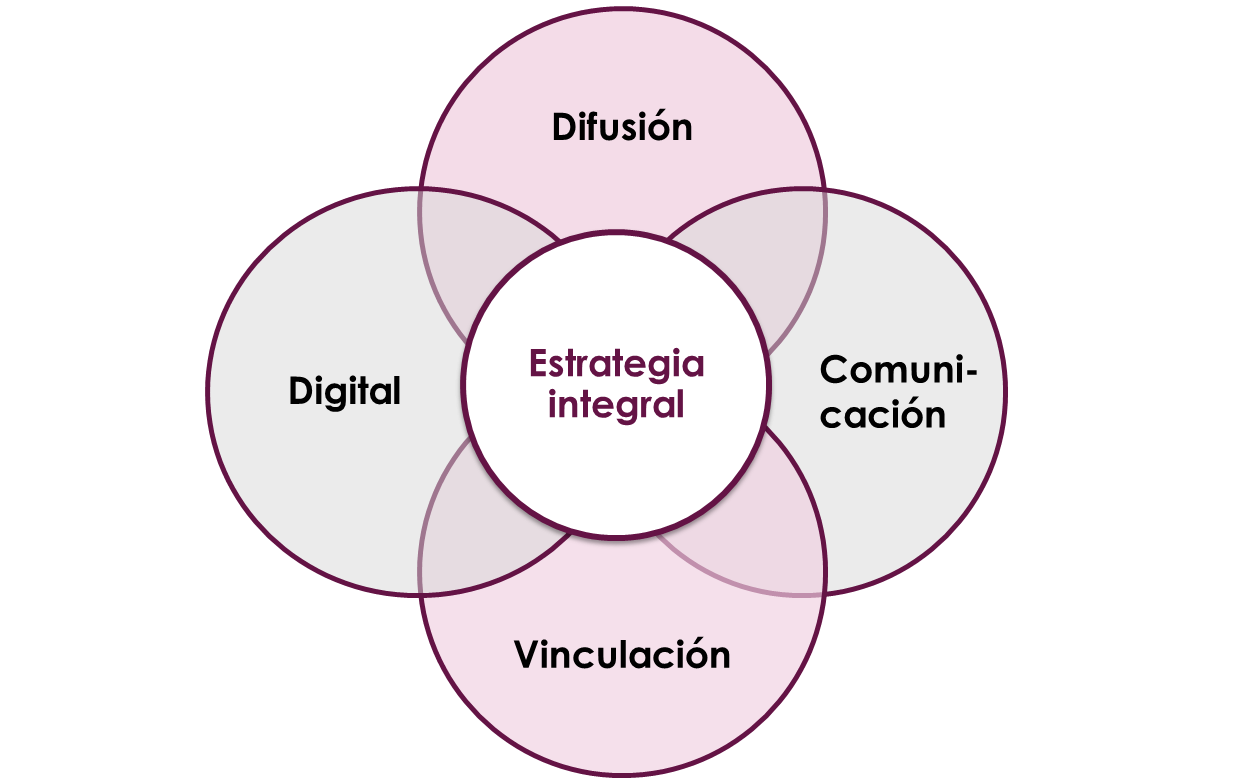 Difusión
Digital
Estrategia
integral
Comuni-
cación
Vinculación